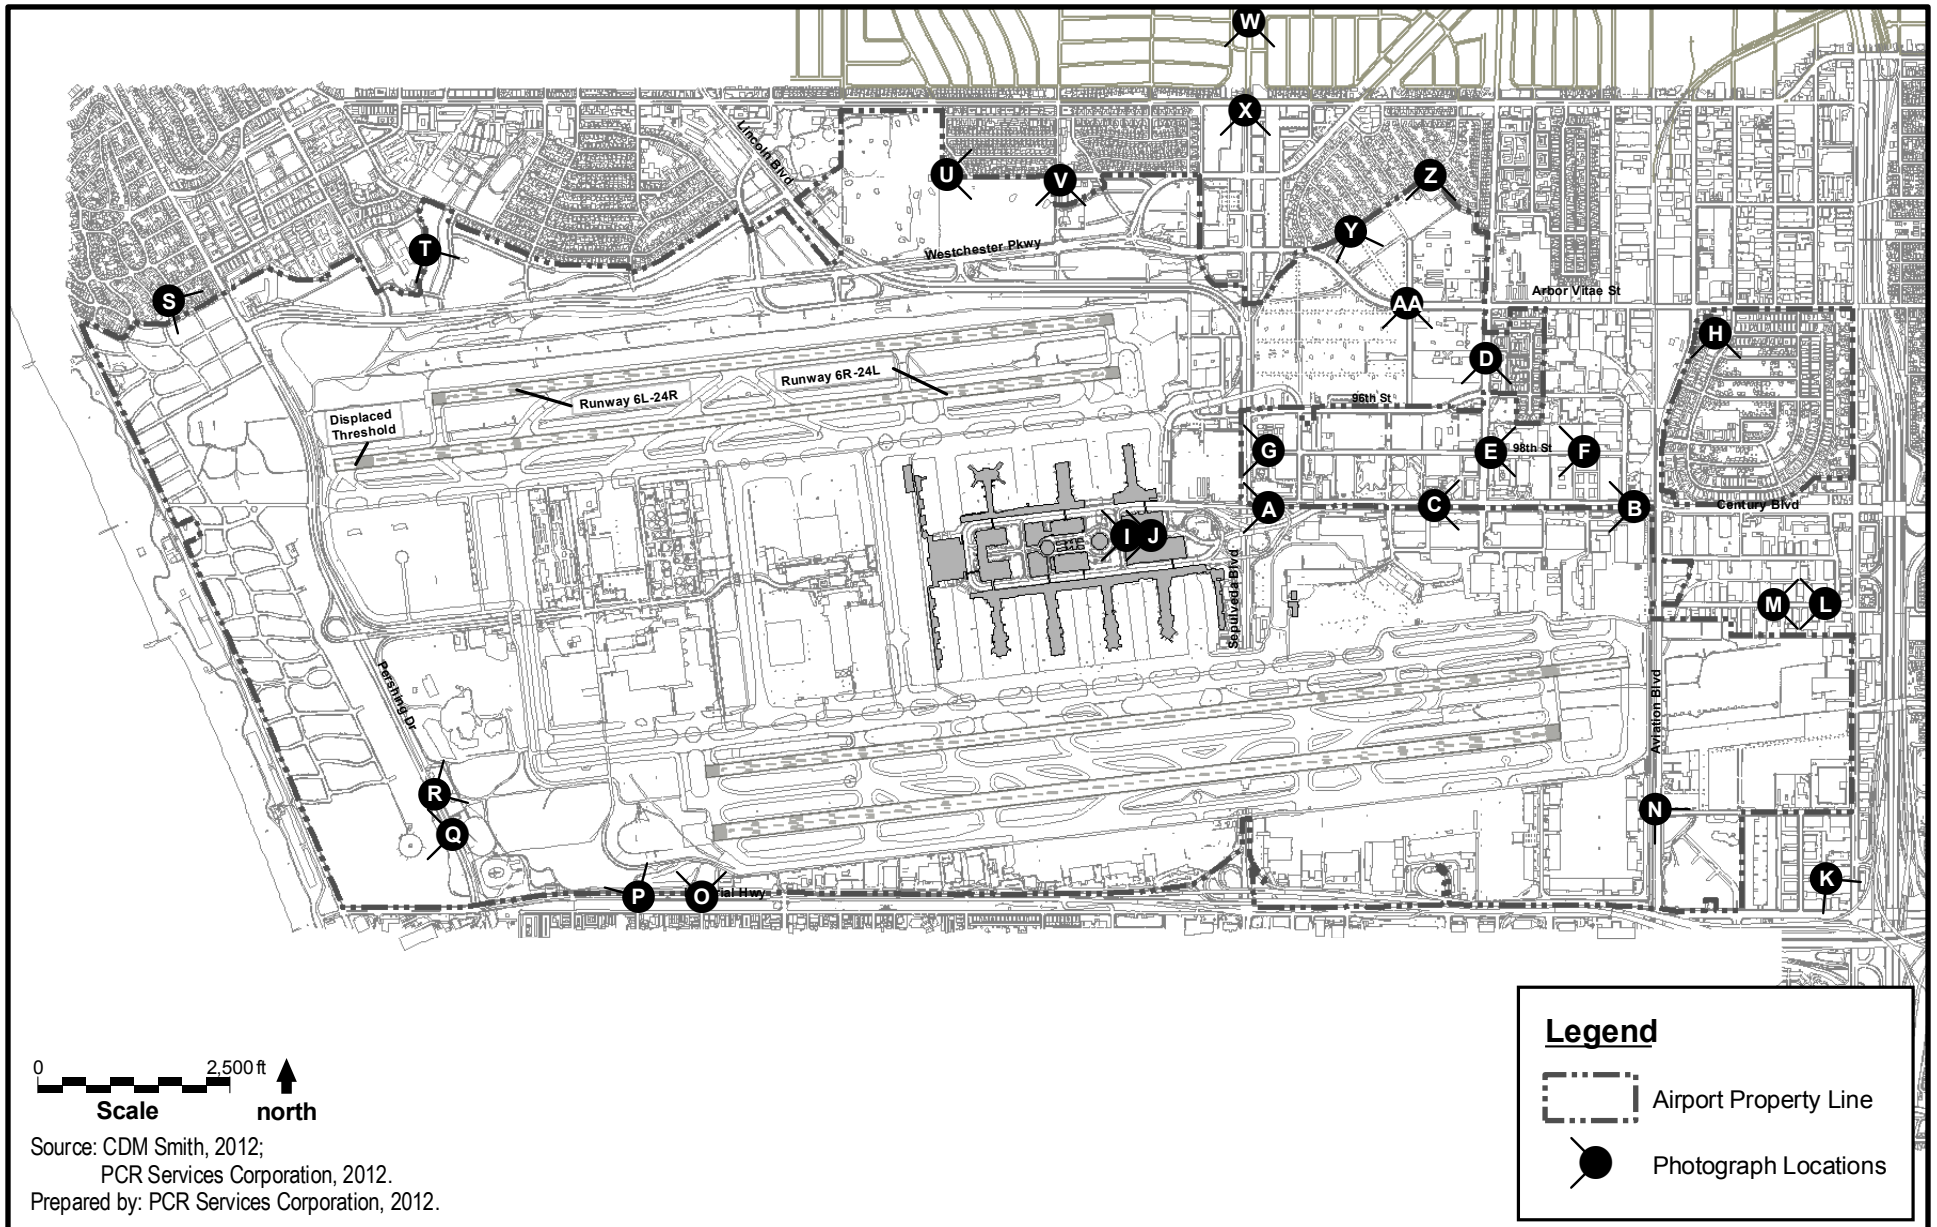 W
X
Lincoln Blvd
U
V
Z
Y
T
Westchester Pkwy
S
AA
Arbor Vitae St
H
D
Runway 6R-24L
Runway 6L-24R
96th St
Displaced
Threshold
G
E
98th St
F
A
C
B
Century Blvd
I
J
Sepulveda Blvd
M
L
Pershing Dr
Aviation Blvd
R
N
Q
K
P
O
rial Hwy
0
2,500 ft
Scale
north
Source: CDM Smith, 2012;
PCR Services Corporation, 2012.
Prepared by: PCR Services Corporation, 2012.
Legend
Airport Property Line
Photograph Locations